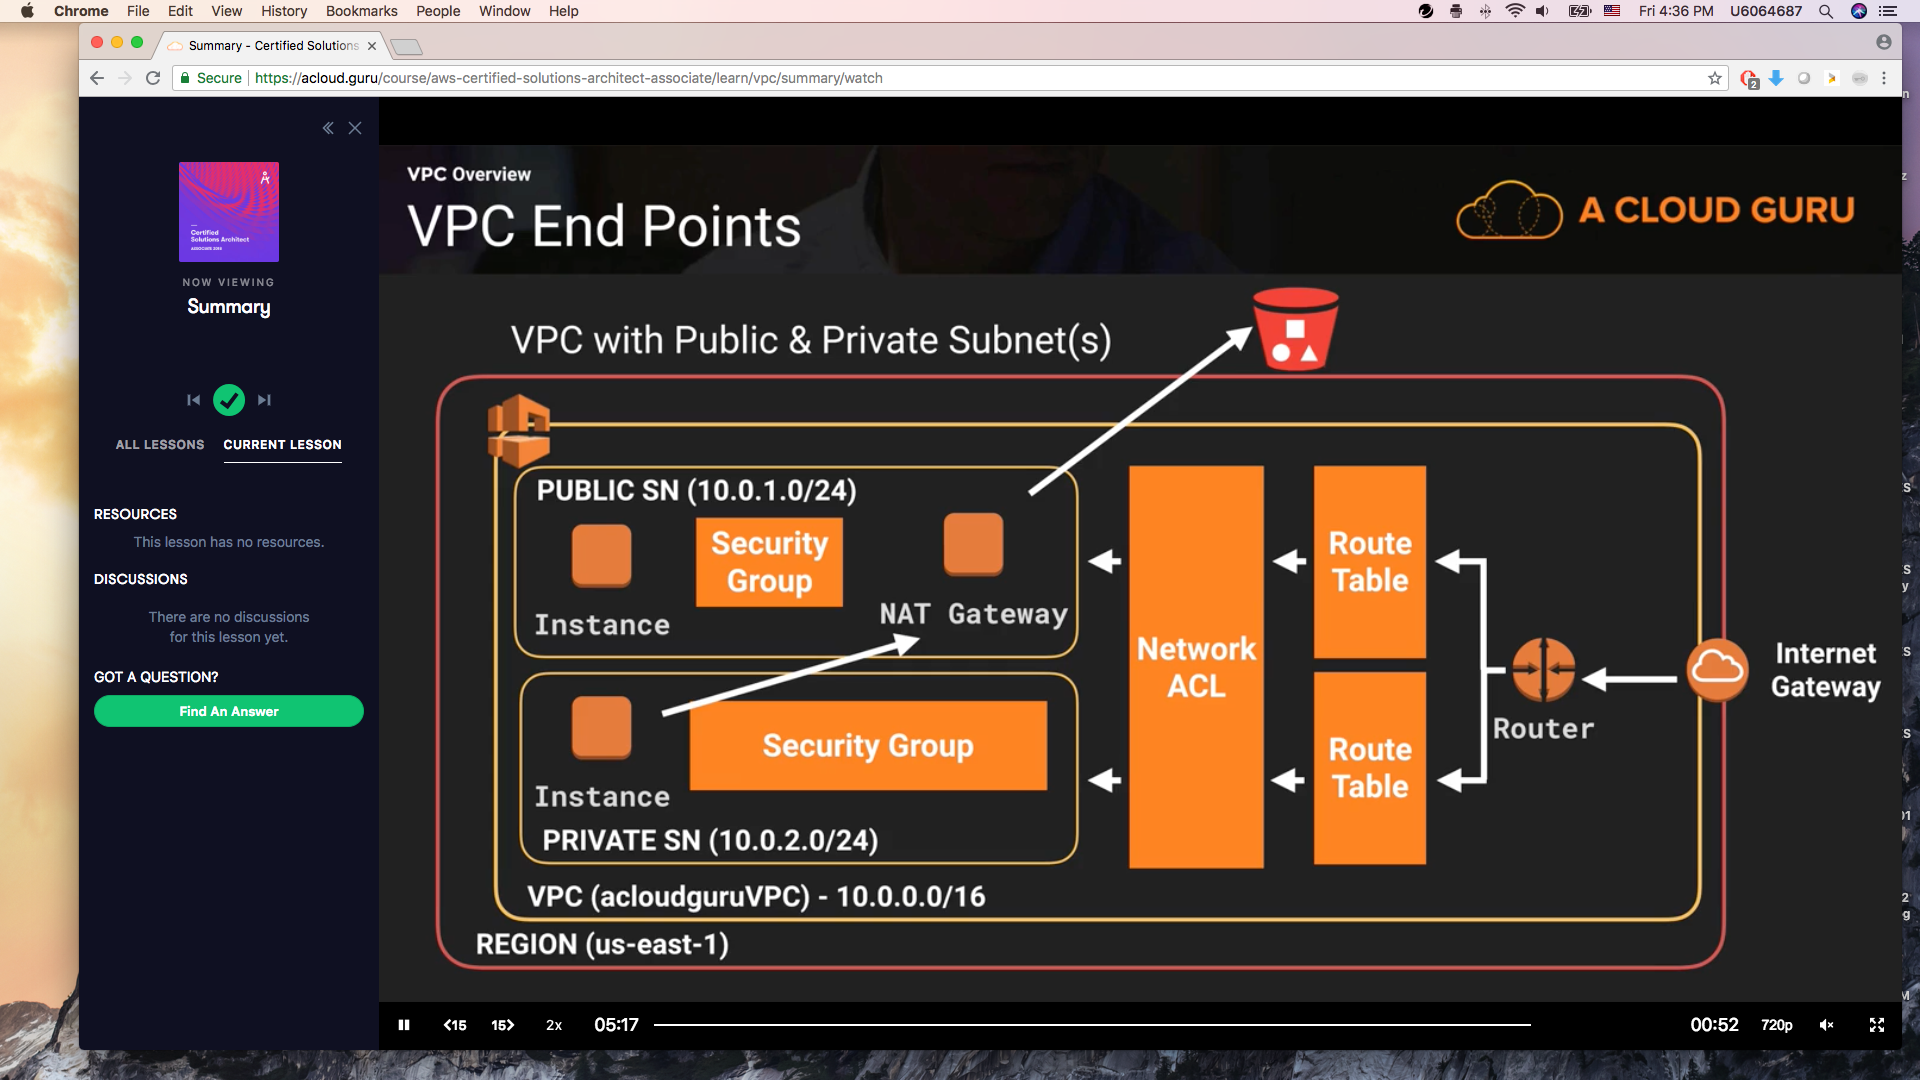 Chrome File Edit View History Bookmarks People Window Help
Fri 4:36 PM U6064687
Summary - Certified Solutions
Secure https://acloud.guru/course/aws-certified-solutions-architect-associate/learn/vpc/summary/watch
2
Certified
Solutions Architect
NOW VIEWING
Summary
ALL LESSONS CURRENT LESSON
RESOURCES
This lesson has no resources.
DISCUSSIONS
There are no discussions
for this lesson yet.
GOT A QUESTION?
Find An Answer
VPC Overview
VPC End Points
A CLOUD GURU
VPC with Public & Private Subnet(s)
PUBLIC SN (10.0.1.0/24)
Security
Group
Instance
NAT Gateway
Instance
Security Group
PRIVATE SN (10.0.2.0/24)
Network
ACL
Route
Table
Route
Table
Router
Internet
Gateway
VPC (acloudguruVPC) - 10.0.0.0/16
REGION (us-east-1)
<15 15> 2x 05:17 00:52 720p